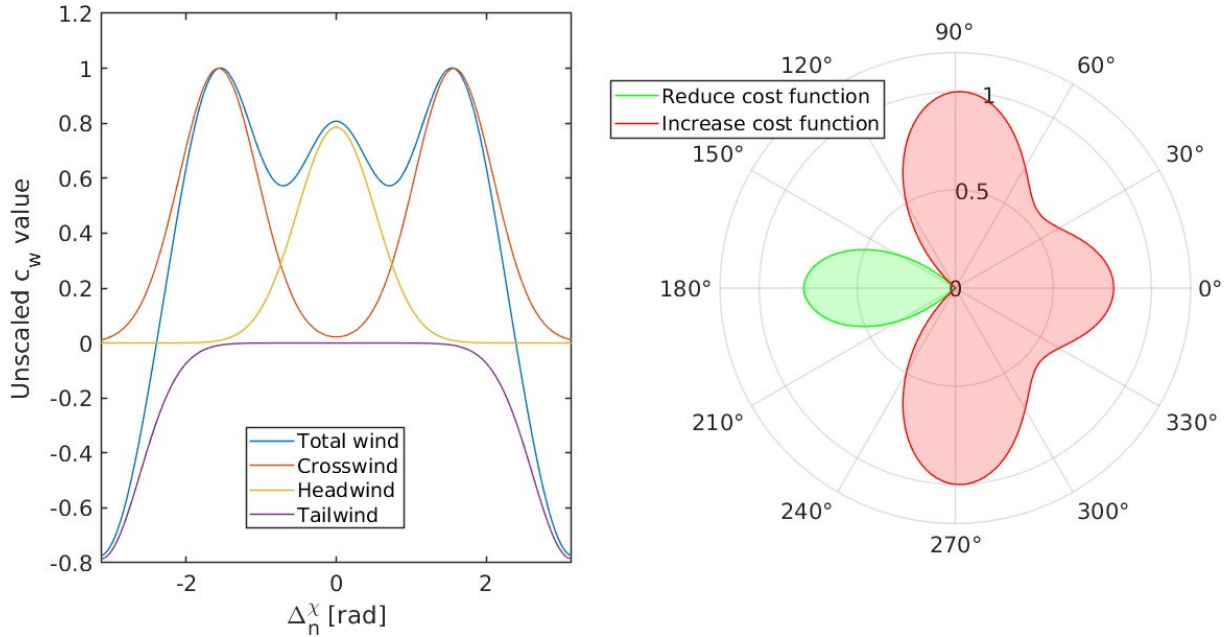 1.2
1
0.8
0.6
0.4
0.2
0
-0.2
-0.4
-0.6
-0.8
Unscaled c_w value
Total wind
Crosswind
Headwind
Tailwind
-2 0 2
Δ_n^χ [rad]
90°
120° 60°
Reduce cost function
Increase cost function
1
150° 30°
0.5
180° 0 0°
210° 330°
240° 300°
270°